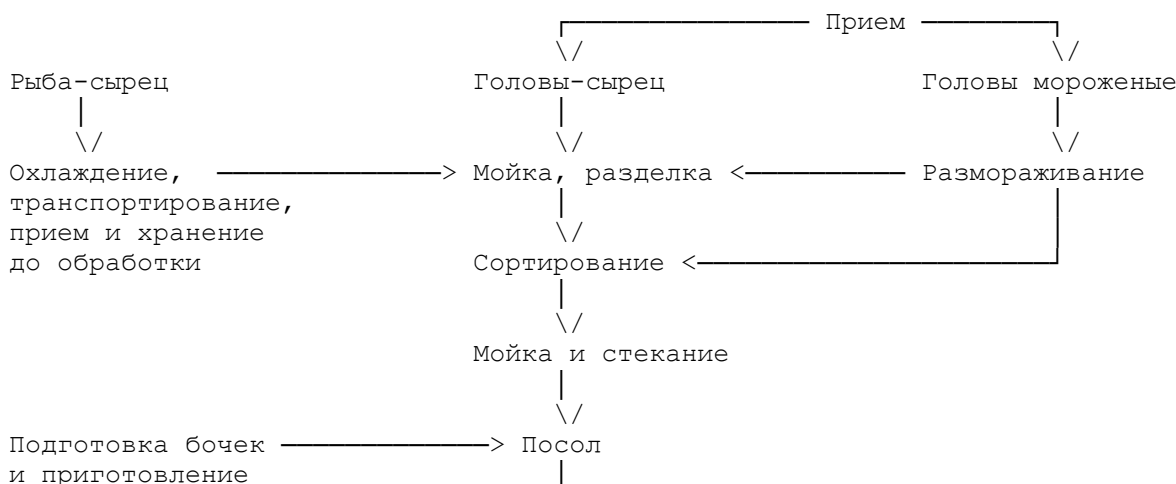 Прием
Рыба-сырец Головы-сырец Головы мороженые
Охлаждение, Мойка, разделка Размораживание
транспортирование,
прием и хранение
до обработки Сортирование
Мойка и стекание
Подготовка бочек Посол
и приготовление